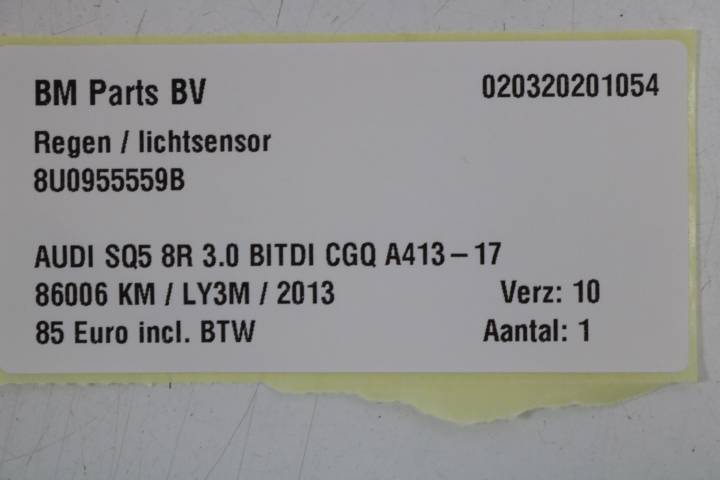 BM Parts BV 020320201054
Regen / lichtsensor
8U0955559B
AUDI SQ5 8R 3.0 BITDI CGQ A413-17
86006 KM / LY3M / 2013 Verz: 10
85 Euro incl. BTW Aantal: 1